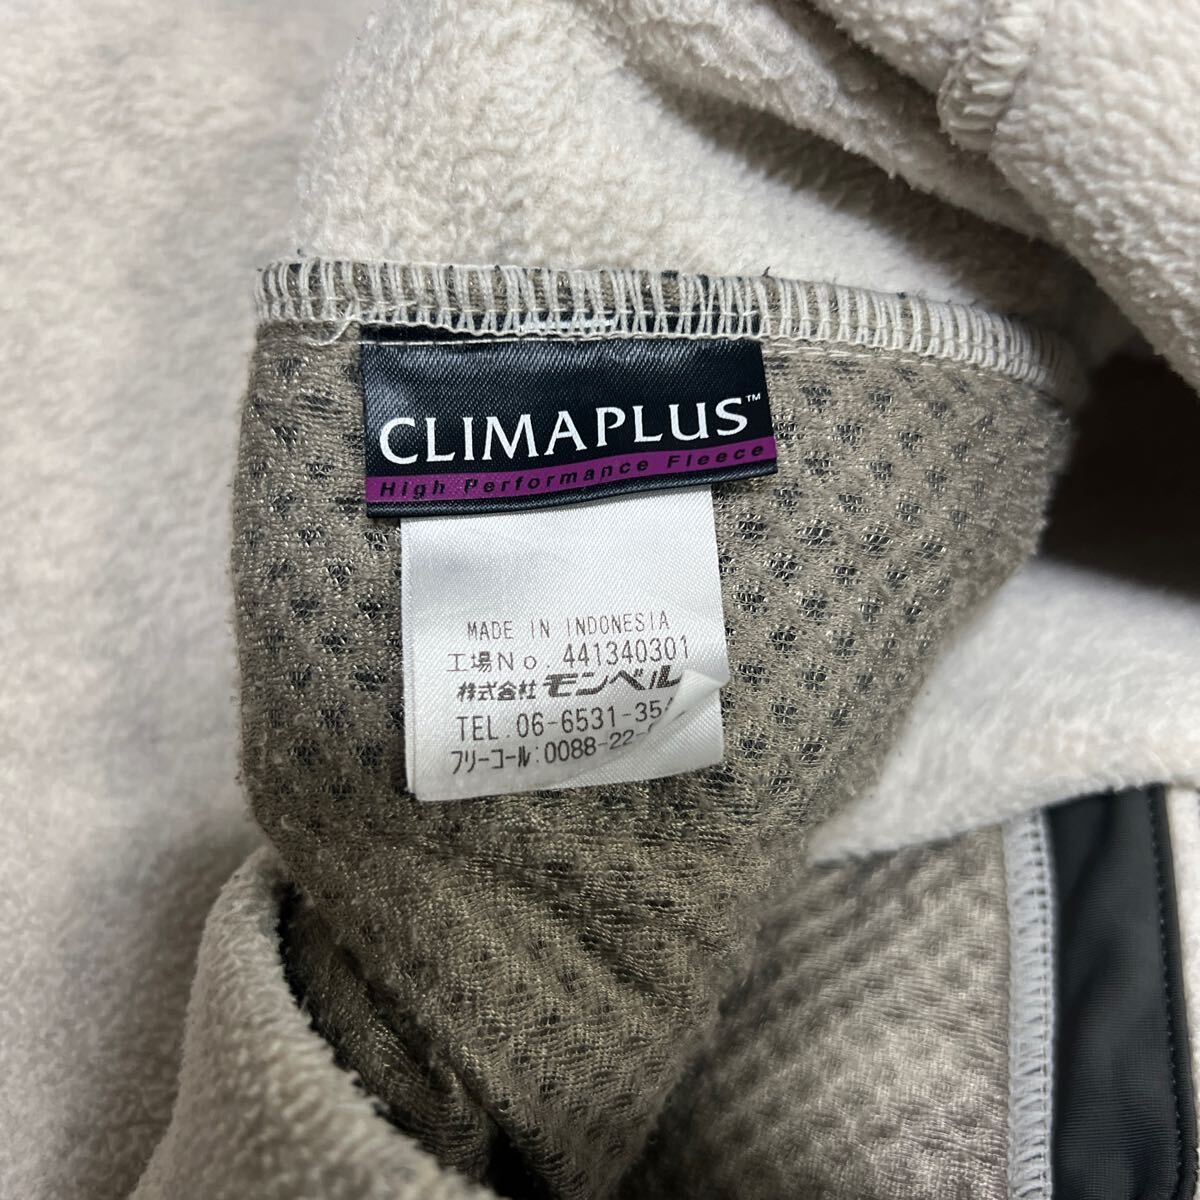 CLIMAPLUS™
High Performance Fleece
MADE IN INDONESIA
工場No. 441340301
株式会社モンベル
TEL. 06-6531-35
フリーコール:0088-22-